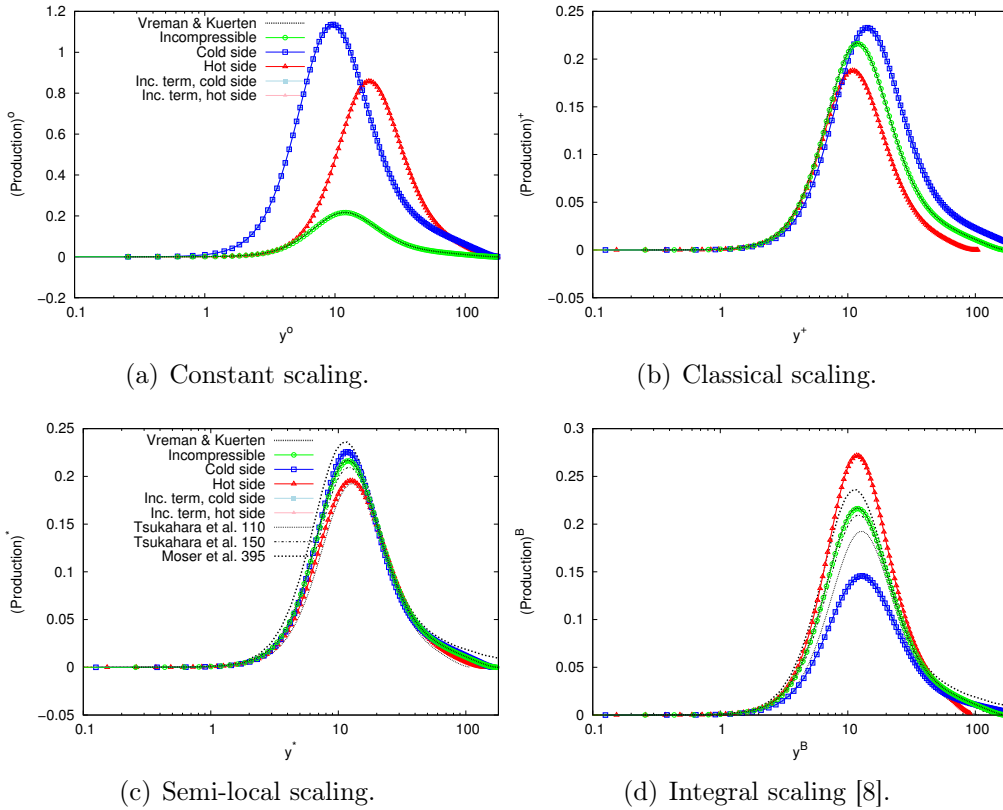 (Production)^o
1.2
1
0.8
0.6
0.4
0.2
0
−0.2
Vreman & Kuerten
Incompressible
Cold side
Hot side
Inc. term, cold side
Inc. term, hot side
0.1 1 10 100
y^o
(a) Constant scaling.
(Production)^+
0.25
0.2
0.15
0.1
0.05
0
−0.05
0.1 1 10 100
y^+
(b) Classical scaling.
(Production)^*
0.25
0.2
0.15
0.1
0.05
0
−0.05
Vreman & Kuerten
Incompressible
Cold side
Hot side
Inc. term, cold side
Inc. term, hot side
Tsukahara et al. 110
Tsukahara et al. 150
Moser et al. 395
0.1 1 10 100
y^*
(c) Semi-local scaling.
(Production)^B
0.3
0.25
0.2
0.15
0.1
0.05
0
0.1 1 10 100
y^B
(d) Integral scaling [8].